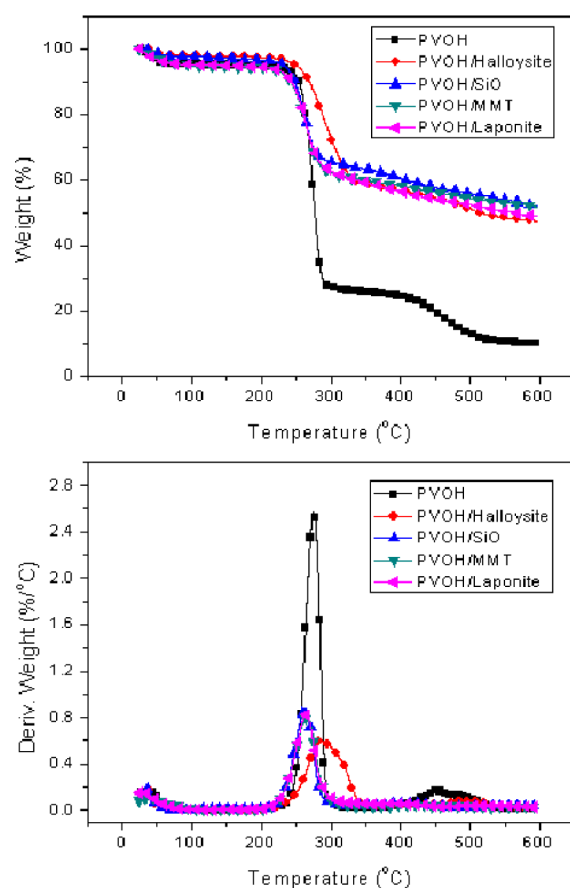 PVOH
PVOH/Halloysite
PVOH/SiO
PVOH/MMT
PVOH/Laponite
Weight (%)
100
80
60
40
20
0
0 100 200 300 400 500 600
Temperature (°C)
PVOH
PVOH/Halloysite
PVOH/SiO
PVOH/MMT
PVOH/Laponite
Deriv. Weight (%/°C)
2.8
2.4
2.0
1.6
1.2
0.8
0.4
0.0
0 100 200 300 400 500 600
Temperature (°C)